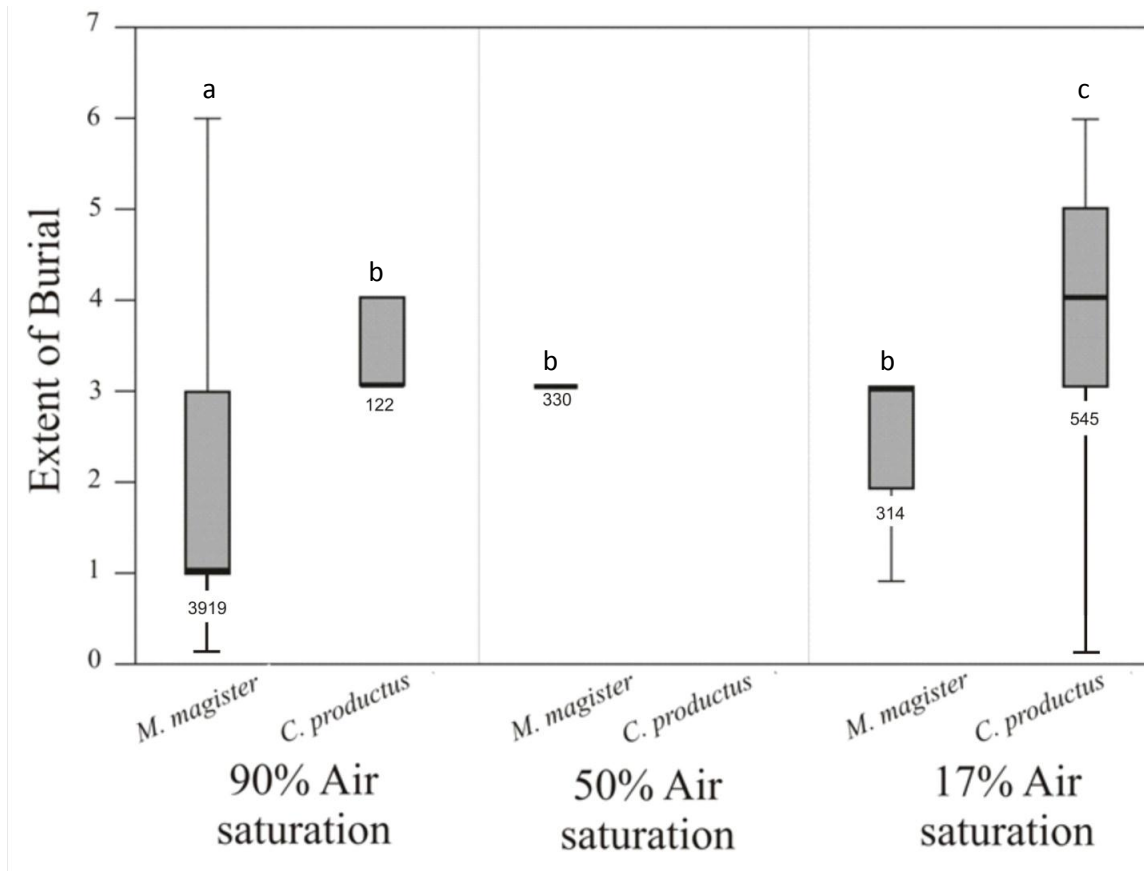 Extent of Burial
7
6
5
4
3
2
1
0
a
3919
b
122
b
330
b
314
c
545
M. magister
C. productus
M. magister
C. productus
M. magister
C. productus
90% Air
saturation
50% Air
saturation
17% Air
saturation